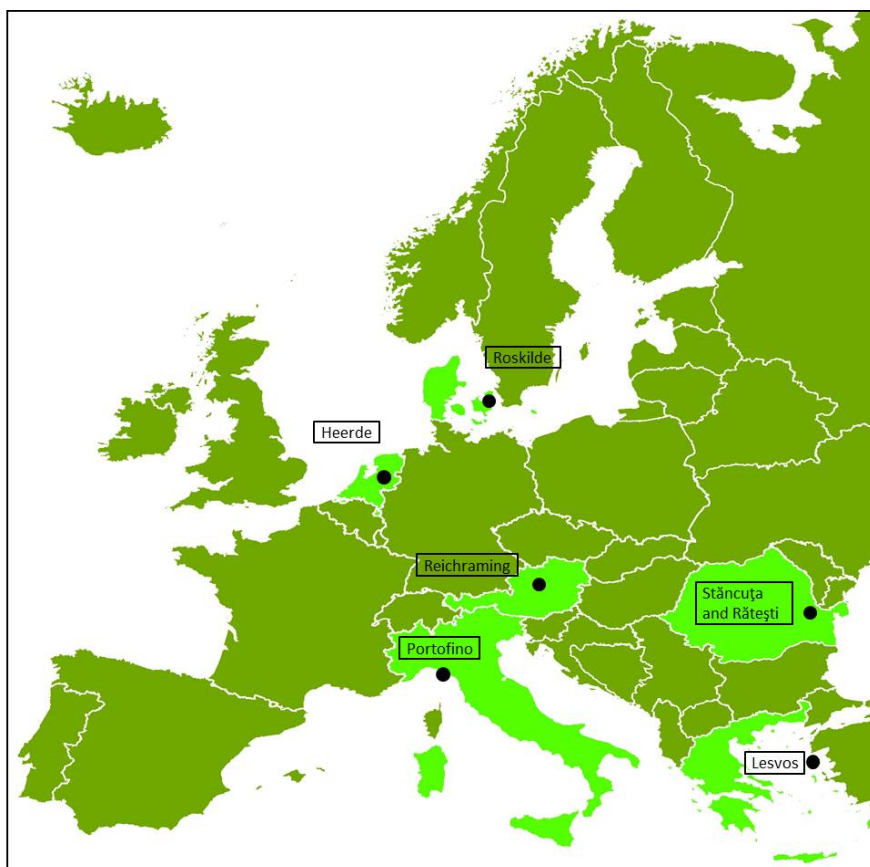 Roskilde
Heerde
Reichraming
Stăncuţa
and Răteşti
Portofino
Lesvos